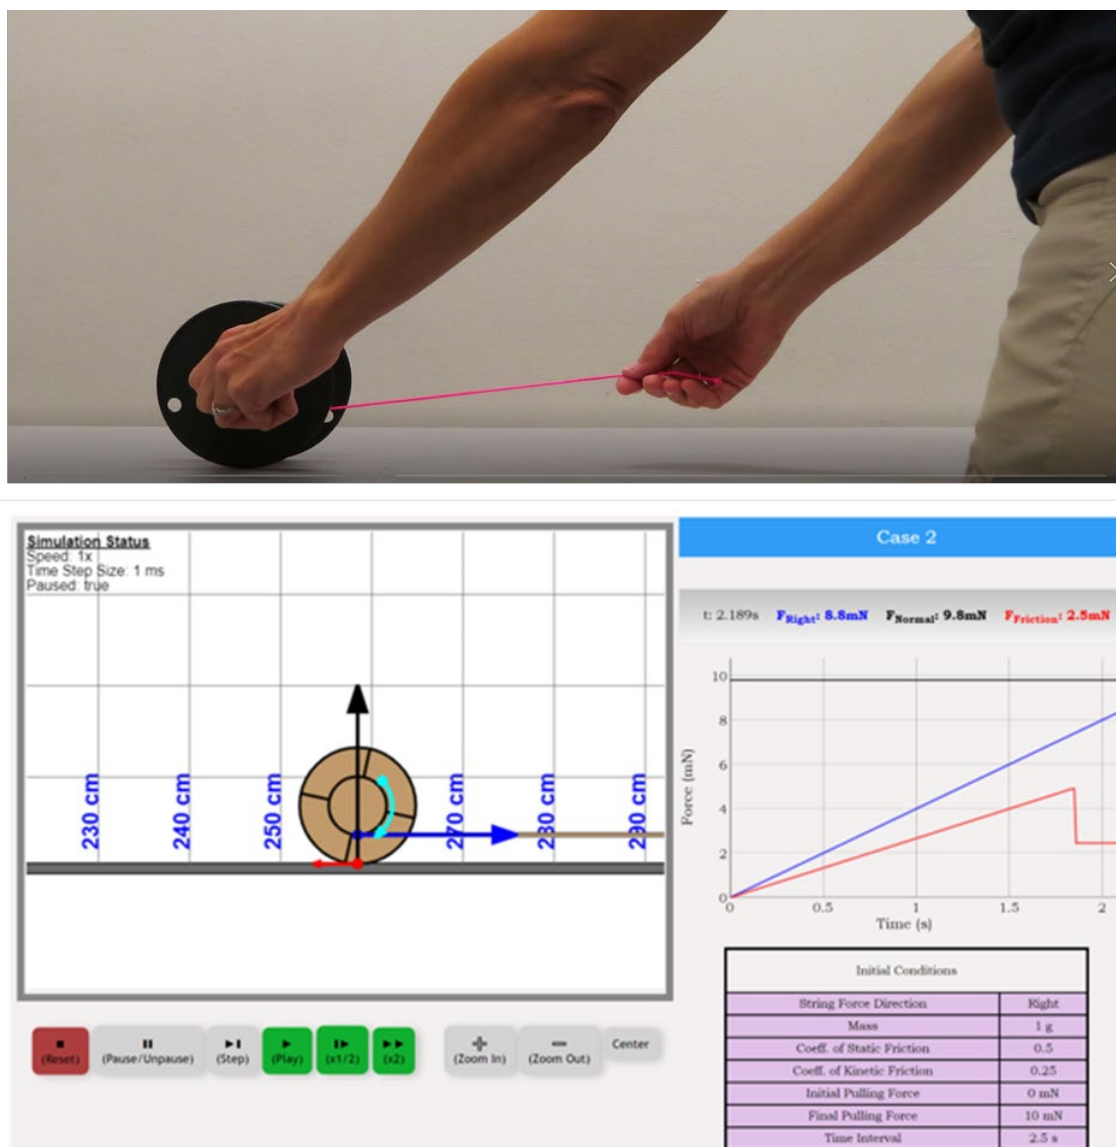 Simulation Status
Speed: 1x
Time Step Size: 1 ms
Paused: true
230 cm
240 cm
250 cm
270 cm
280 cm
290 cm
(Reset)
(Pause/Unpause)
(Step)
(Play)
(x1/2)
(x2)
(Zoom In)
(Zoom Out)
Center
Case 2
t: 2.189s FRight: 8.8mN FNormal: 9.8mN FFriction: 2.5mN
Force (mN)
10
8
6
4
2
0
0 0.5 1 1.5 2
Time (s)
Initial Conditions
String Force Direction Right
Mass 1 g
Coeff. of Static Friction 0.5
Coeff. of Kinetic Friction 0.25
Initial Pulling Force 0 mN
Final Pulling Force 10 mN
Time Interval 2.5 s